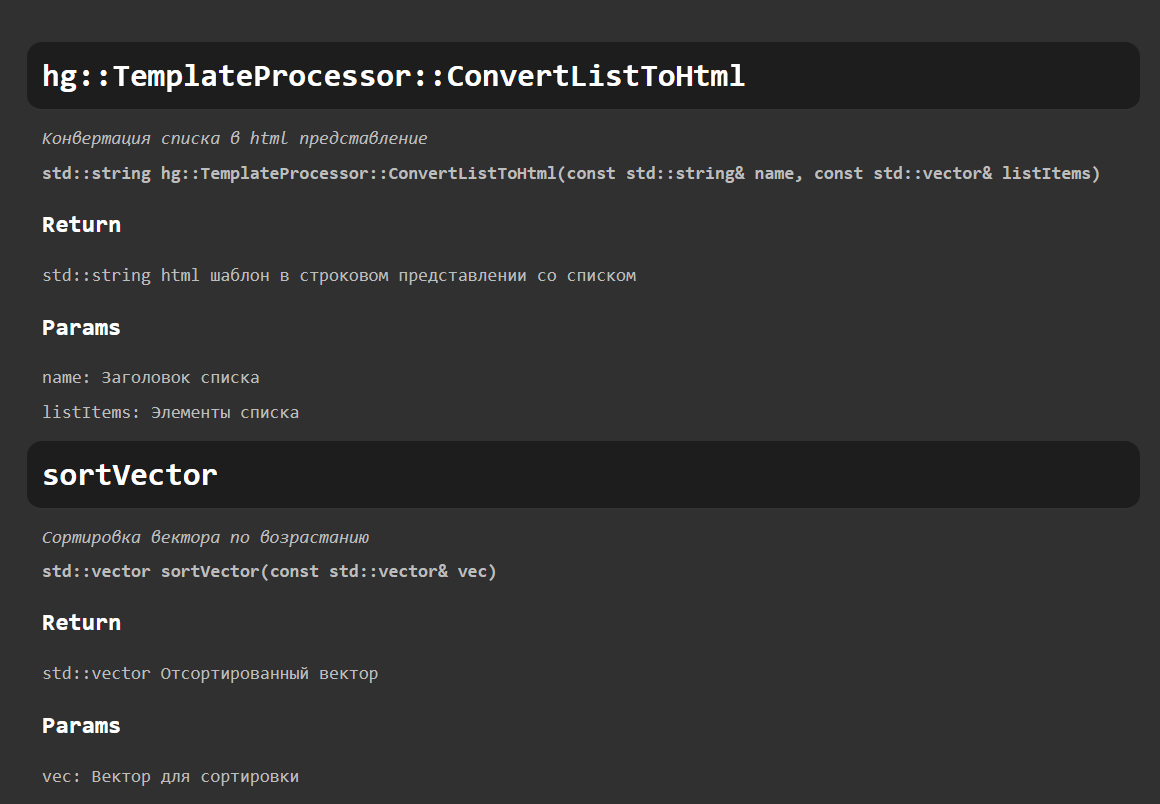 hg::TemplateProcessor::ConvertListToHtml
Конвертация списка в html представление
std::string hg::TemplateProcessor::ConvertListToHtml(const std::string& name, const std::vector& listItems)
Return
std::string html шаблон в строковом представлении со списком
Params
name: Заголовок списка
listItems: Элементы списка
sortVector
Сортировка вектора по возрастанию
std::vector sortVector(const std::vector& vec)
Return
std::vector Отсортированный вектор
Params
vec: Вектор для сортировки